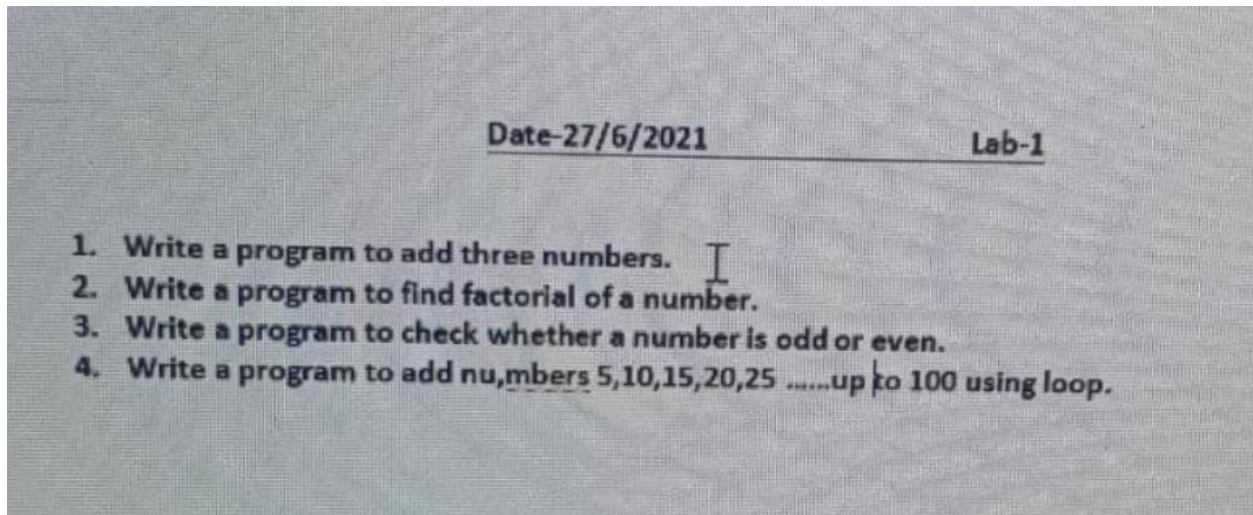 Date-27/6/2021 Lab-1
1. Write a program to add three numbers.
2. Write a program to find factorial of a number.
3. Write a program to check whether a number is odd or even.
4. Write a program to add nu,mbers 5,10,15,20,25 ......up to 100 using loop.